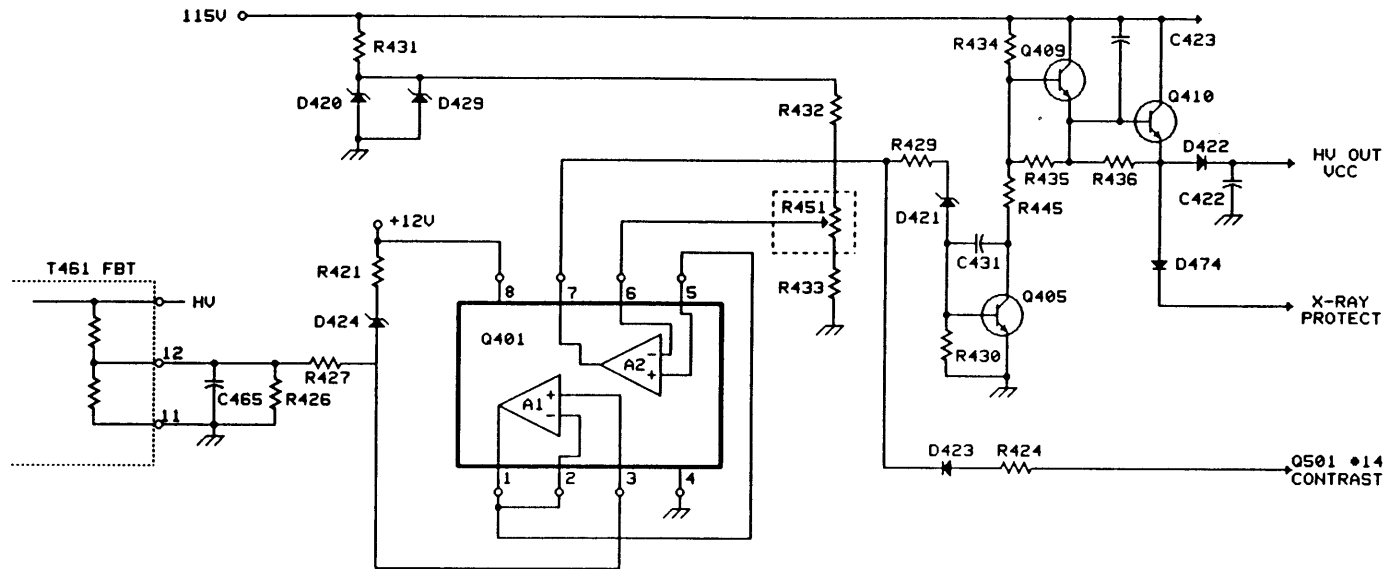 115V
R431
R434
Q409
C423
D420
D429
R432
Q410
R429
D422
HV OUT
VCC
R435
R436
C422
R451
D421
R445
+12V
C431
T461 FBT
R421
D474
8
7
6
5
R433
HV
Q405
X-RAY
PROTECT
D424
Q401
12
A2
-
+
R430
R427
C465
R426
A1
+
-
11
D423
R424
Q501 #14
CONTRAST
1
2
3
4